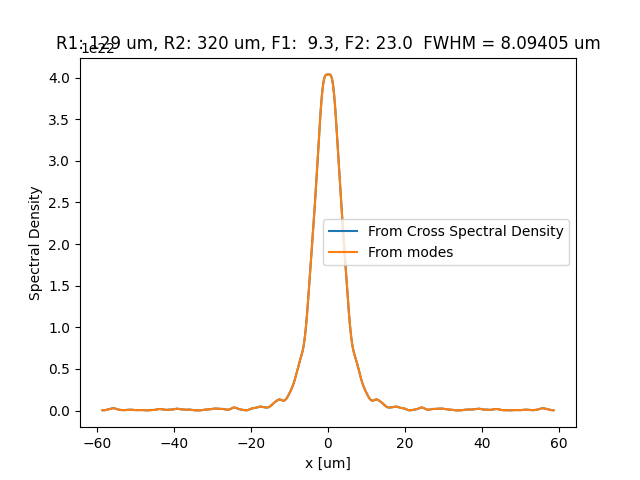 R1: 129 um, R2: 320 um, F1:  9.3, F2: 23.0  FWHM = 8.09405 um
1e22
4.0
3.5
3.0
2.5
2.0
1.5
1.0
0.5
0.0
Spectral Density
From Cross Spectral Density
From modes
−60 −40 −20 0 20 40 60
x [um]